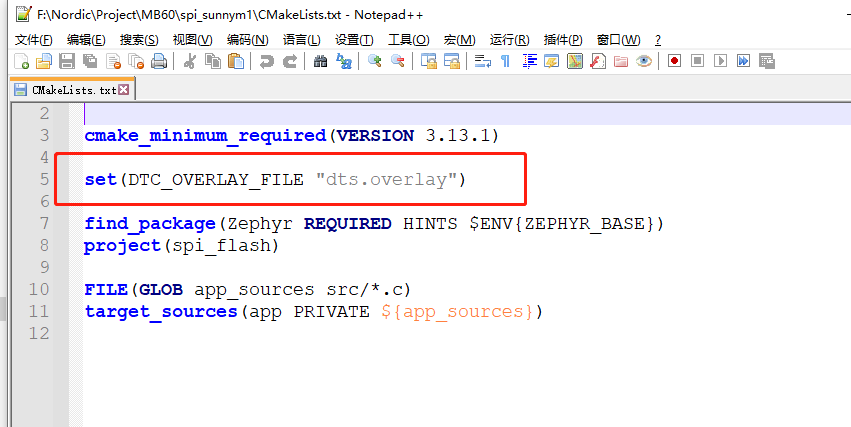 F:\Nordic\Project\MB60\spi_sunnym1\CMakeLists.txt - Notepad++
文件(F) 编辑(E) 搜索(S) 视图(V) 编码(N) 语言(L) 设置(T) 工具(O) 宏(M) 运行(R) 插件(P) 窗口(W) ?
CMakeLists.txt
2
3 cmake_minimum_required(VERSION 3.13.1)
4
5 set(DTC_OVERLAY_FILE "dts.overlay")
6
7 find_package(Zephyr REQUIRED HINTS $ENV{ZEPHYR_BASE})
8 project(spi_flash)
9
10 FILE(GLOB app_sources src/*.c)
11 target_sources(app PRIVATE ${app_sources})
12